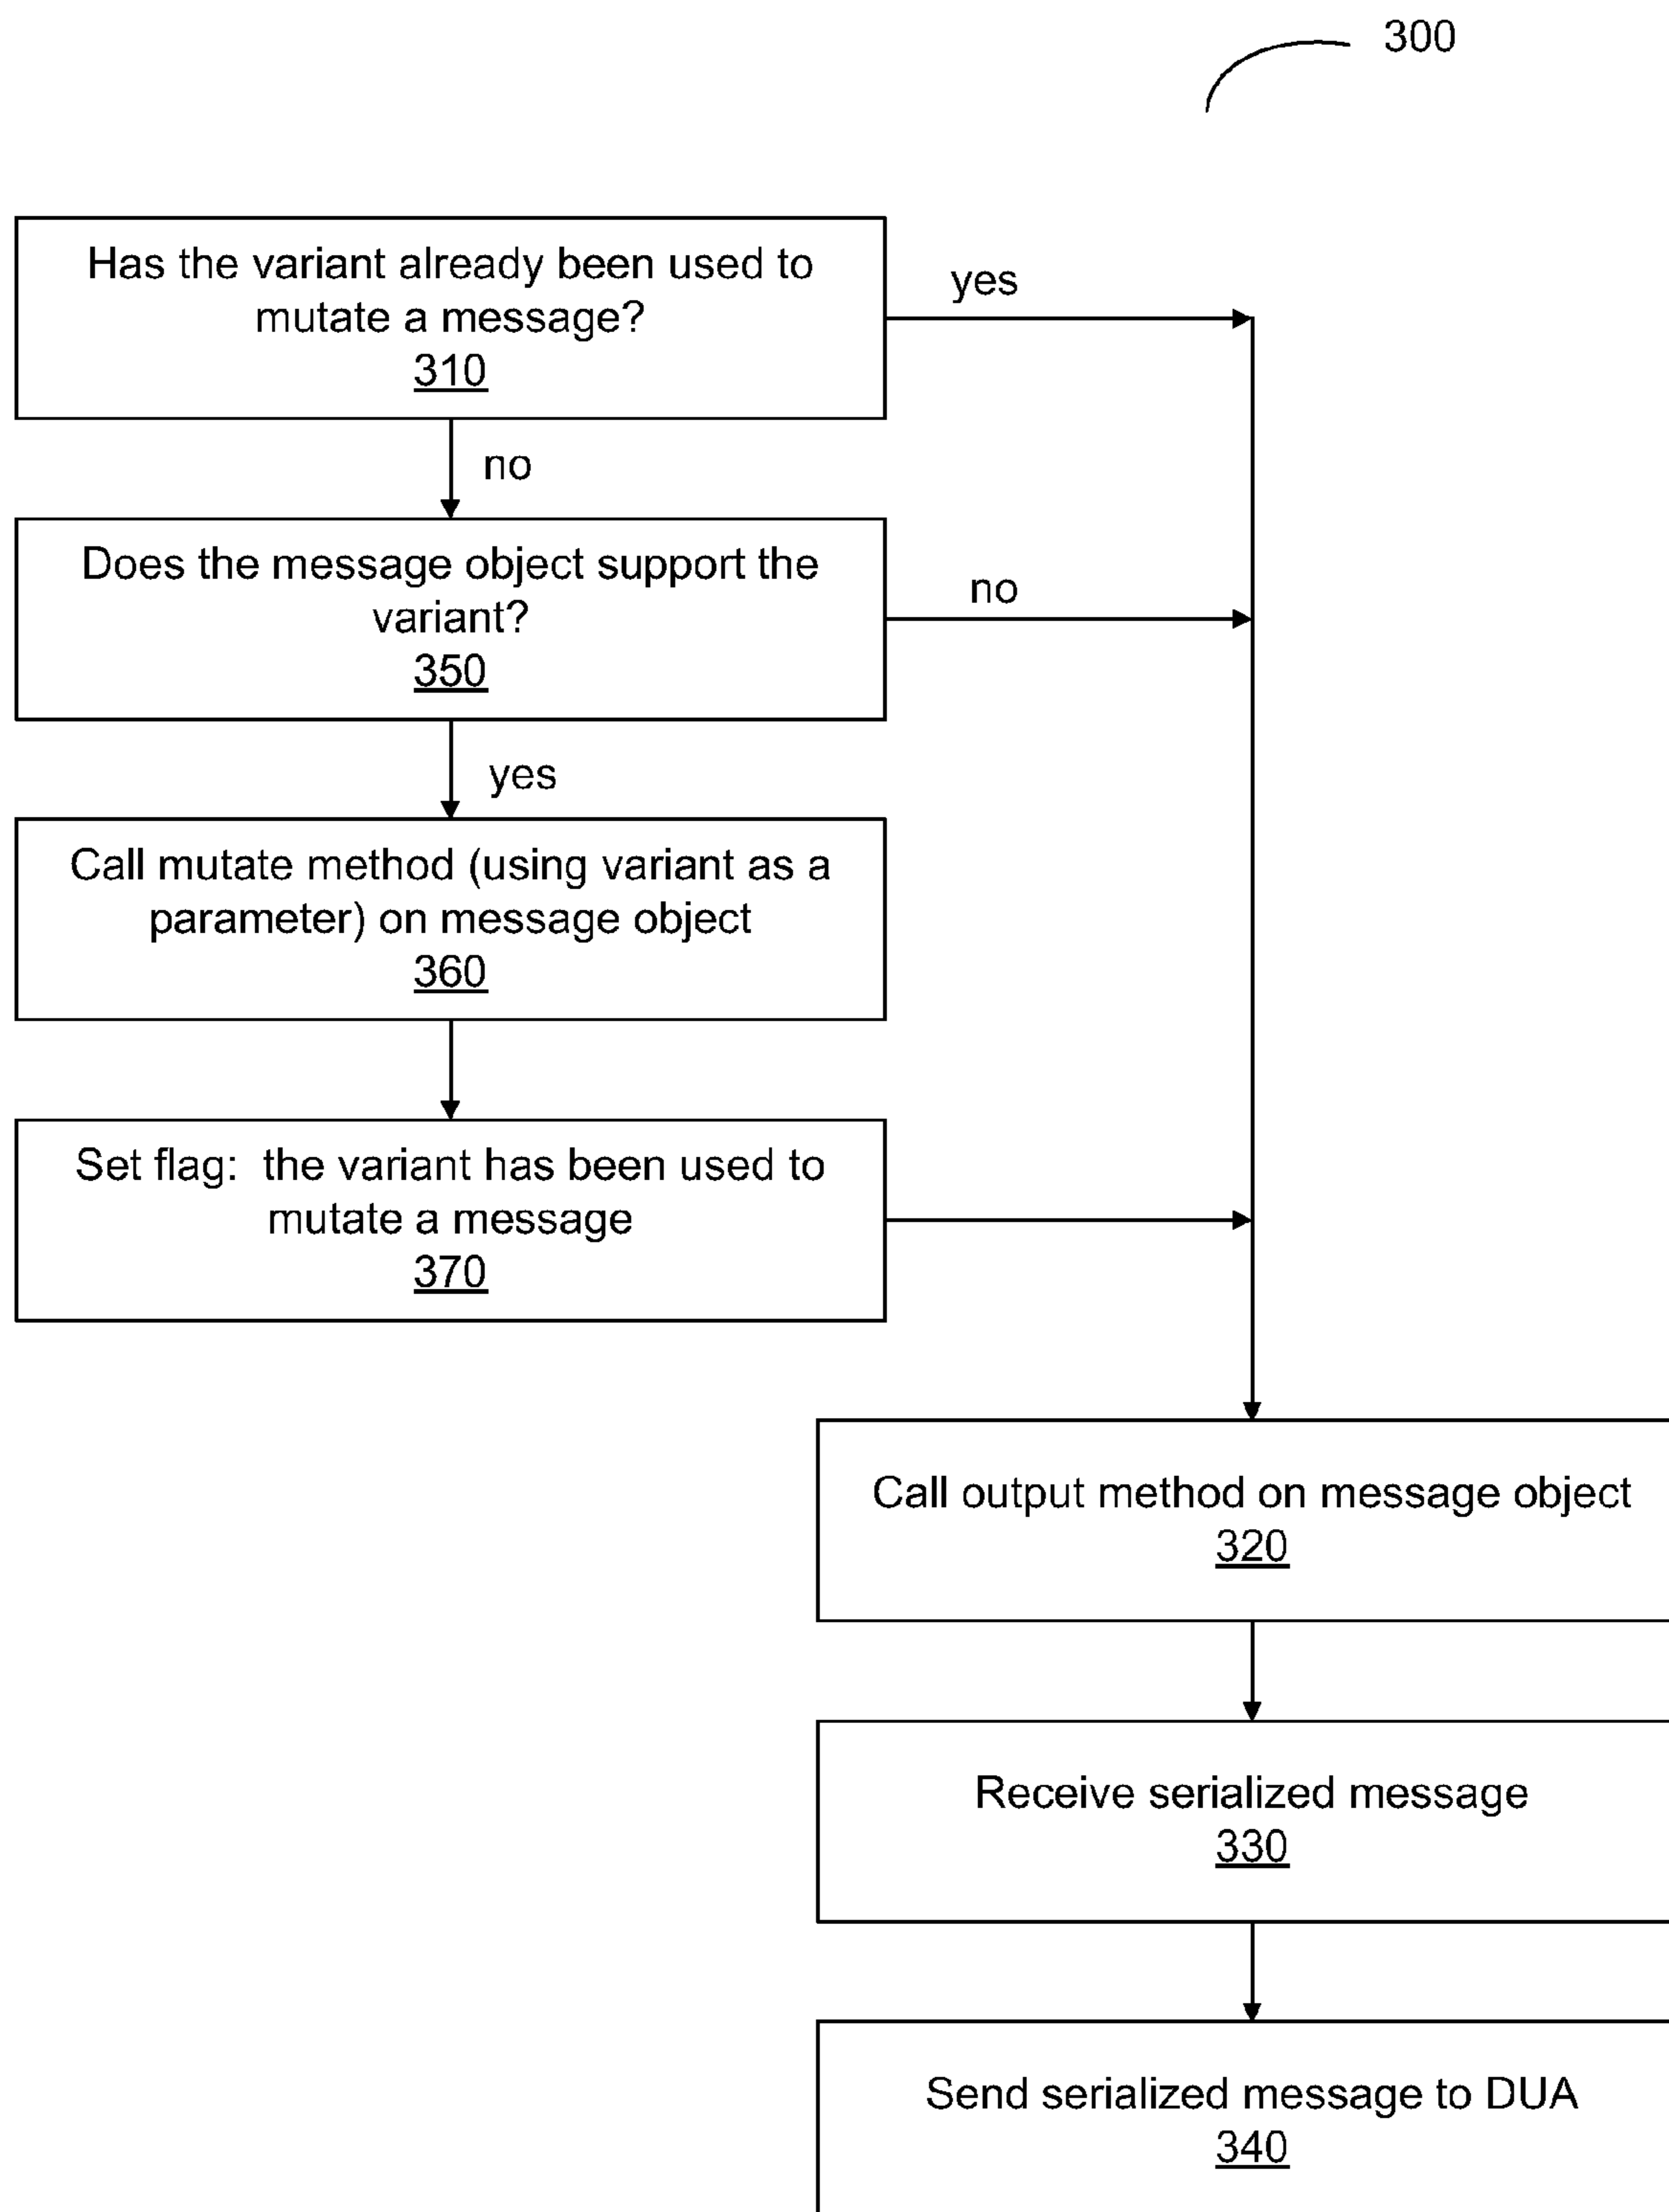 300
Has the variant already been used to
mutate a message?
310
yes
no
Does the message object support the
variant?
350
no
yes
Call mutate method (using variant as a
parameter) on message object
360
Set flag:  the variant has been used to
mutate a message
370
Call output method on message object
320
Receive serialized message
330
Send serialized message to DUA
340